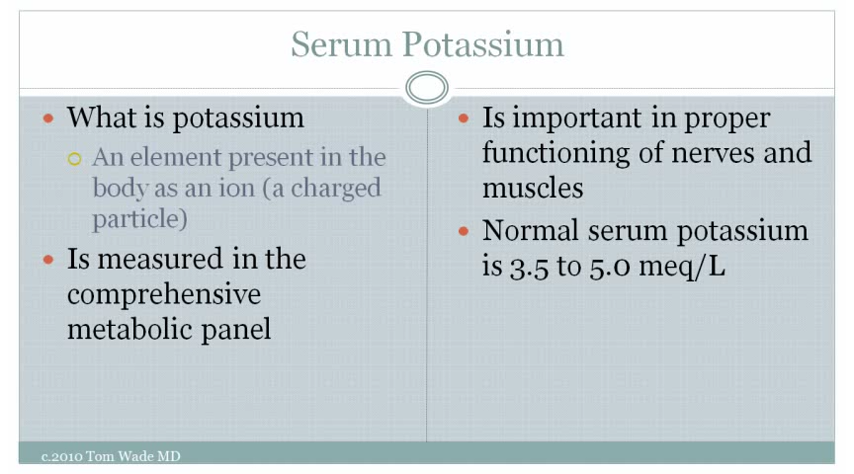 Serum Potassium
What is potassium
An element present in the
body as an ion (a charged
particle)
Is measured in the
comprehensive
metabolic panel
Is important in proper
functioning of nerves and
muscles
Normal serum potassium
is 3.5 to 5.0 meq/L
c.2010 Tom Wade MD